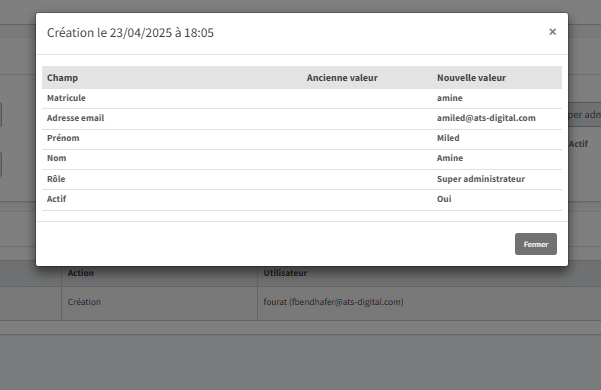 Création le 23/04/2025 à 18:05 ×
Champ Ancienne valeur Nouvelle valeur
Matricule amine
Adresse email amiled@ats-digital.com
Prénom Miled
Nom Amine
Rôle Super administrateur
Actif Oui
Fermer
per adm
Actif
Action Utilisateur
Création fourat (fbendhafer@ats-digital.com)